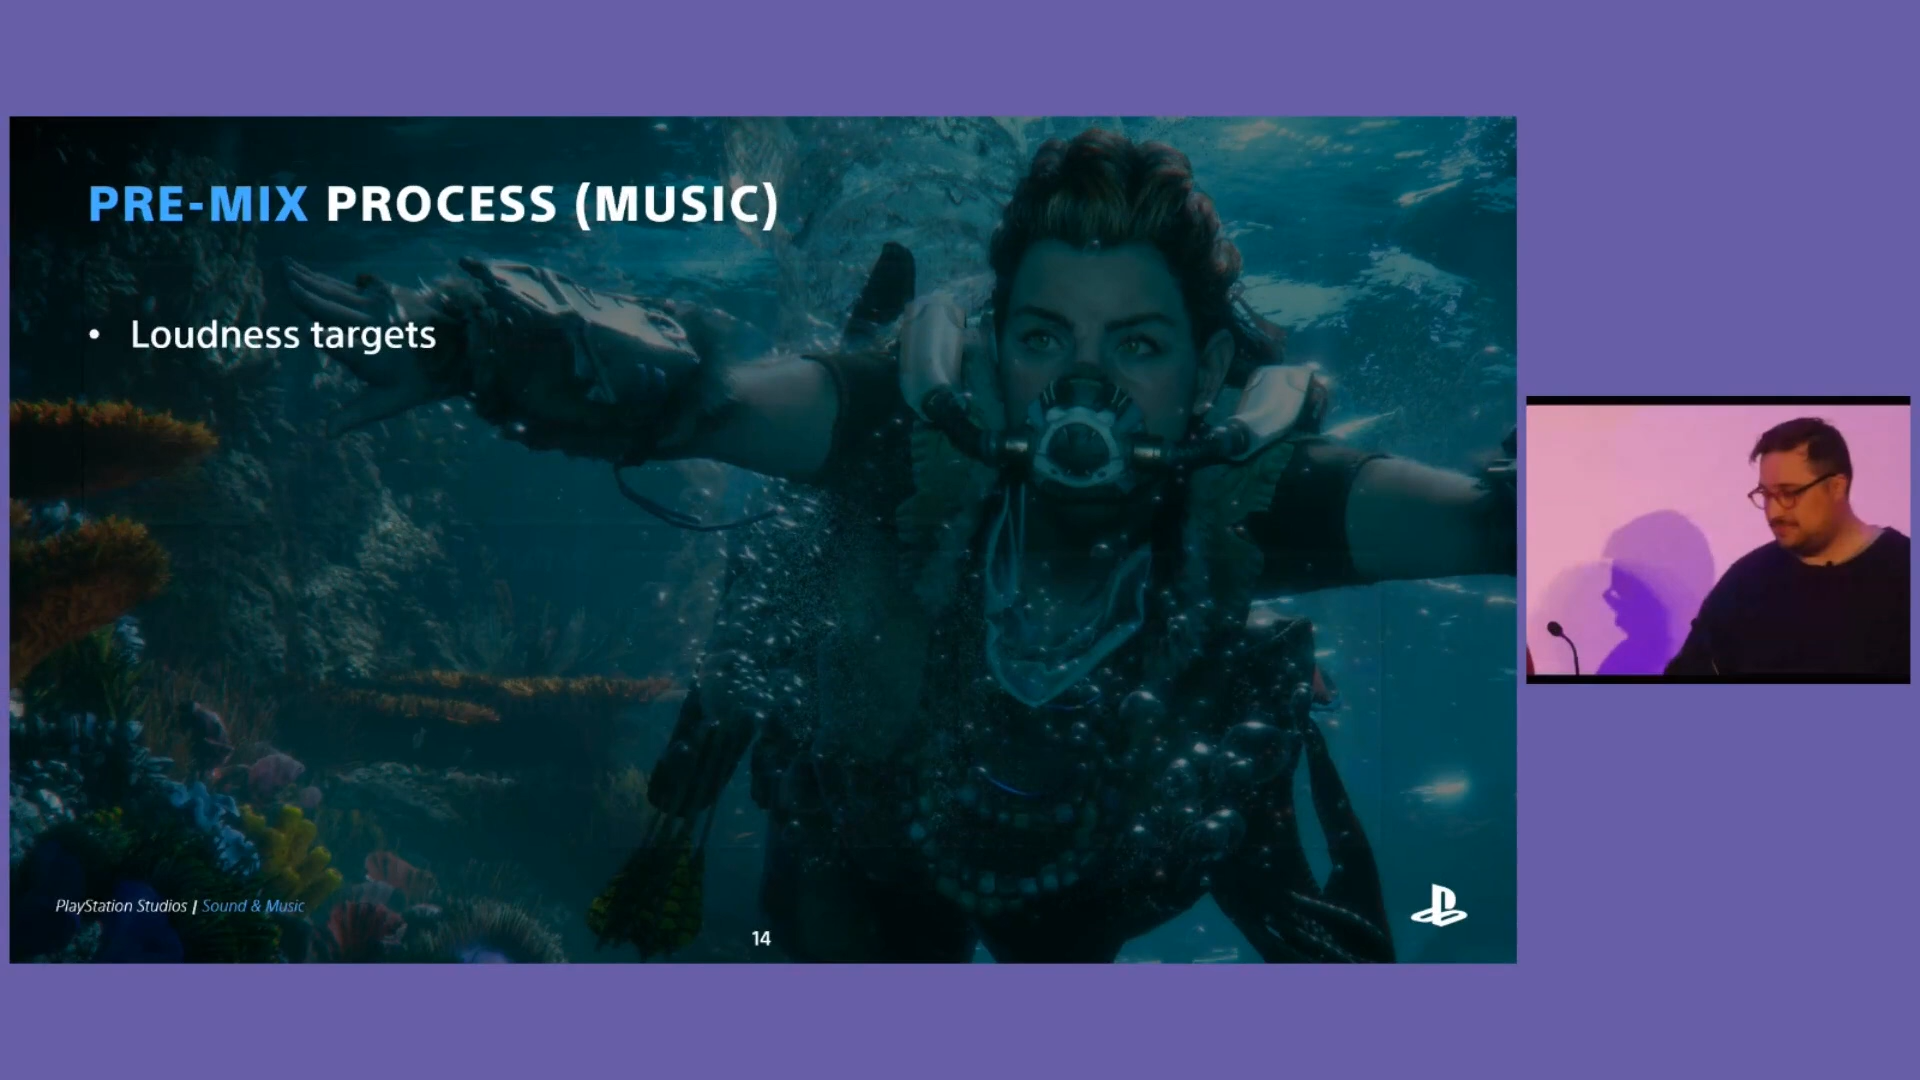 PRE-MIX PROCESS (MUSIC)
• Loudness targets
PlayStation Studios | Sound & Music
14